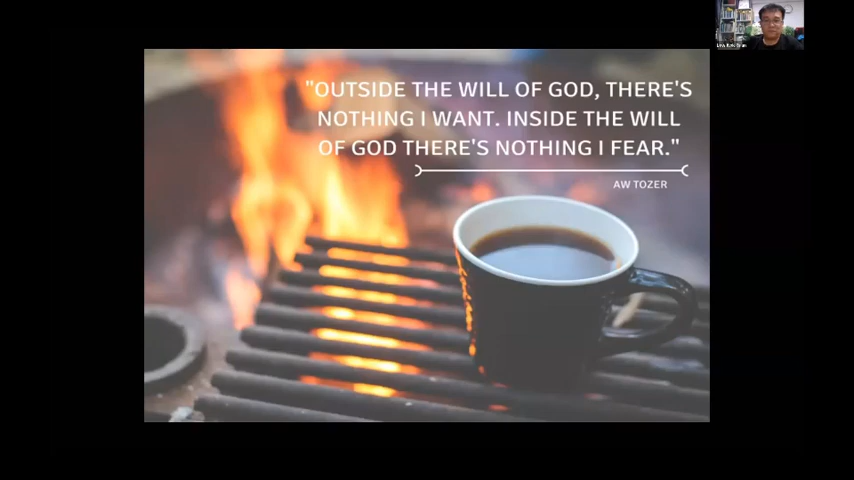 "OUTSIDE THE WILL OF GOD, THERE'S
NOTHING I WANT. INSIDE THE WILL
OF GOD THERE'S NOTHING I FEAR."
AW TOZER